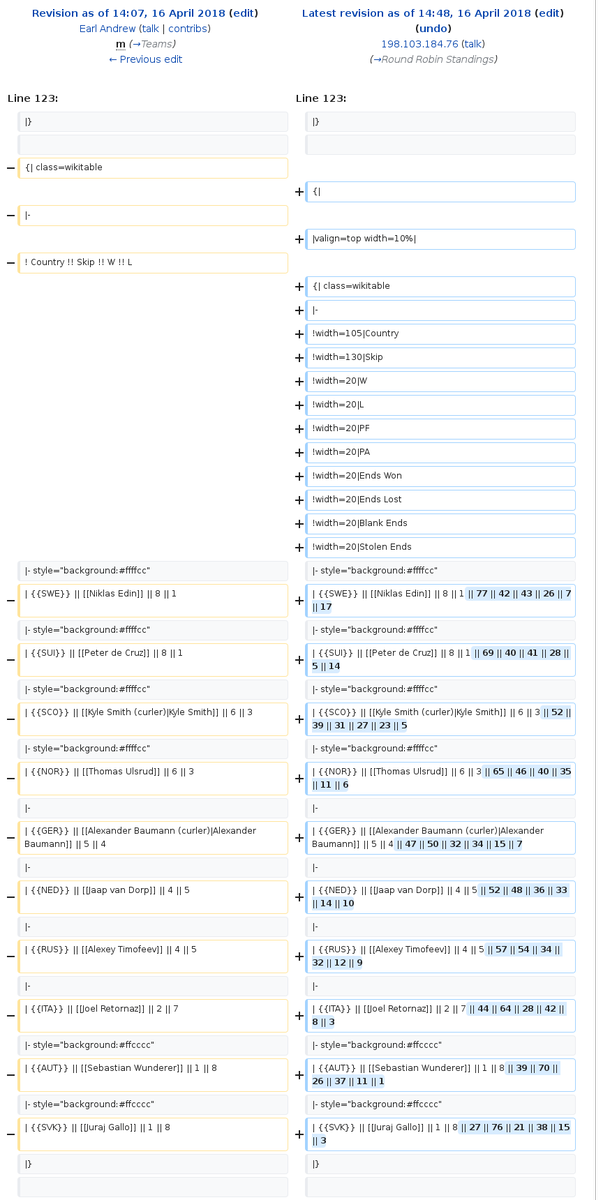 Revision as of 14:07, 16 April 2018 (edit)
Earl Andrew (talk | contribs)
m (→Teams)
← Previous edit
Latest revision as of 14:48, 16 April 2018 (edit)
(undo)
198.103.184.76 (talk)
(→Round Robin Standings)
Line 123:
Line 123:
|}
|}
− {| class=wikitable
+ {|
− |-
+ |valign=top width=10%|
− ! Country !! Skip !! W !! L
+ {| class=wikitable
+ |-
+ !width=105|Country
+ !width=130|Skip
+ !width=20|W
+ !width=20|L
+ !width=20|PF
+ !width=20|PA
+ !width=20|Ends Won
+ !width=20|Ends Lost
+ !width=20|Blank Ends
+ !width=20|Stolen Ends
|- style="background:#ffffcc"
|- style="background:#ffffcc"
− | {{SWE}} || [[Niklas Edin]] || 8 || 1
+ | {{SWE}} || [[Niklas Edin]] || 8 || 1 || 77 || 42 || 43 || 26 || 7
|| 17
|- style="background:#ffffcc"
|- style="background:#ffffcc"
− | {{SUI}} || [[Peter de Cruz]] || 8 || 1
+ | {{SUI}} || [[Peter de Cruz]] || 8 || 1 || 69 || 40 || 41 || 28 ||
5 || 14
|- style="background:#ffffcc"
|- style="background:#ffffcc"
− | {{SCO}} || [[Kyle Smith (curler)|Kyle Smith]] || 6 || 3
+ | {{SCO}} || [[Kyle Smith (curler)|Kyle Smith]] || 6 || 3 || 52 ||
39 || 31 || 27 || 23 || 5
|- style="background:#ffffcc"
|- style="background:#ffffcc"
− | {{NOR}} || [[Thomas Ulsrud]] || 6 || 3
+ | {{NOR}} || [[Thomas Ulsrud]] || 6 || 3 || 65 || 46 || 40 || 35
|| 11 || 6
|-
|-
− | {{GER}} || [[Alexander Baumann (curler)|Alexander
Baumann]] || 5 || 4
+ | {{GER}} || [[Alexander Baumann (curler)|Alexander
Baumann]] || 5 || 4 || 47 || 50 || 32 || 34 || 15 || 7
|-
|-
− | {{NED}} || [[Jaap van Dorp]] || 4 || 5
+ | {{NED}} || [[Jaap van Dorp]] || 4 || 5 || 52 || 48 || 36 || 33
|| 14 || 10
|-
|-
− | {{RUS}} || [[Alexey Timofeev]] || 4 || 5
+ | {{RUS}} || [[Alexey Timofeev]] || 4 || 5 || 57 || 54 || 34 ||
32 || 12 || 9
|-
|-
− | {{ITA}} || [[Joel Retornaz]] || 2 || 7
+ | {{ITA}} || [[Joel Retornaz]] || 2 || 7 || 44 || 64 || 28 || 42 ||
8 || 3
|- style="background:#ffcccc"
|- style="background:#ffcccc"
− | {{AUT}} || [[Sebastian Wunderer]] || 1 || 8
+ | {{AUT}} || [[Sebastian Wunderer]] || 1 || 8 || 39 || 70 ||
26 || 37 || 11 || 1
|- style="background:#ffcccc"
|- style="background:#ffcccc"
− | {{SVK}} || [[Juraj Gallo]] || 1 || 8
+ | {{SVK}} || [[Juraj Gallo]] || 1 || 8 || 27 || 76 || 21 || 38 || 15
|| 3
|}
|}